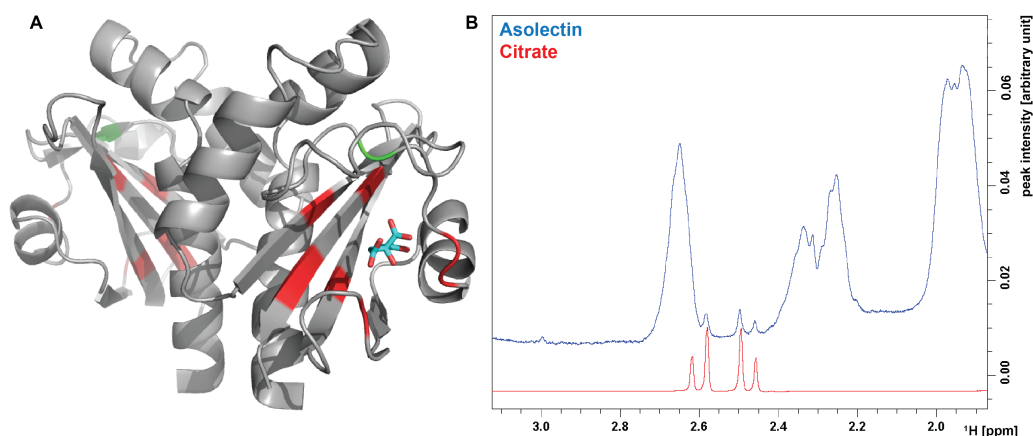 A
B
Asolectin
Citrate
peak intensity [arbitrary unit]
0.06
0.04
0.02
0.00
3.0 2.8 2.6 2.4 2.2 2.0 ¹H [ppm]